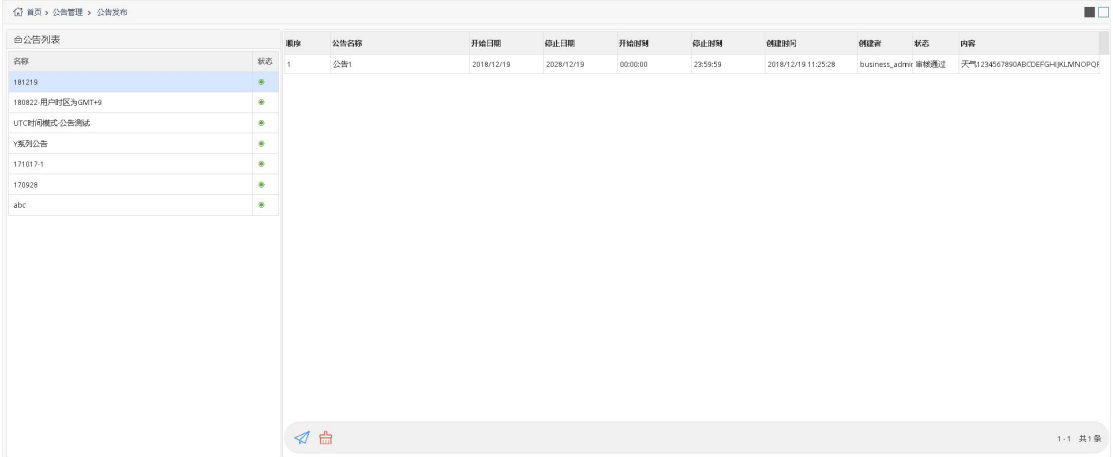 首页 › 公告管理 › 公告发布
公告列表
名称 状态
181219
180822-用户时区为GMT+9
UTC时间模式-公告测试
Y系列公告
171017-1
170928
abc
顺序 公告名称 开始日期 停止日期 开始时刻 停止时刻 创建时间 创建者 状态 内容
1 公告1 2018/12/19 2028/12/19 00:00:00 23:59:59 2018/12/19 11:25:28 business_admin 审核通过 天气1234567890ABCDEFGHIJKLMNOPQR
1 - 1 共1条